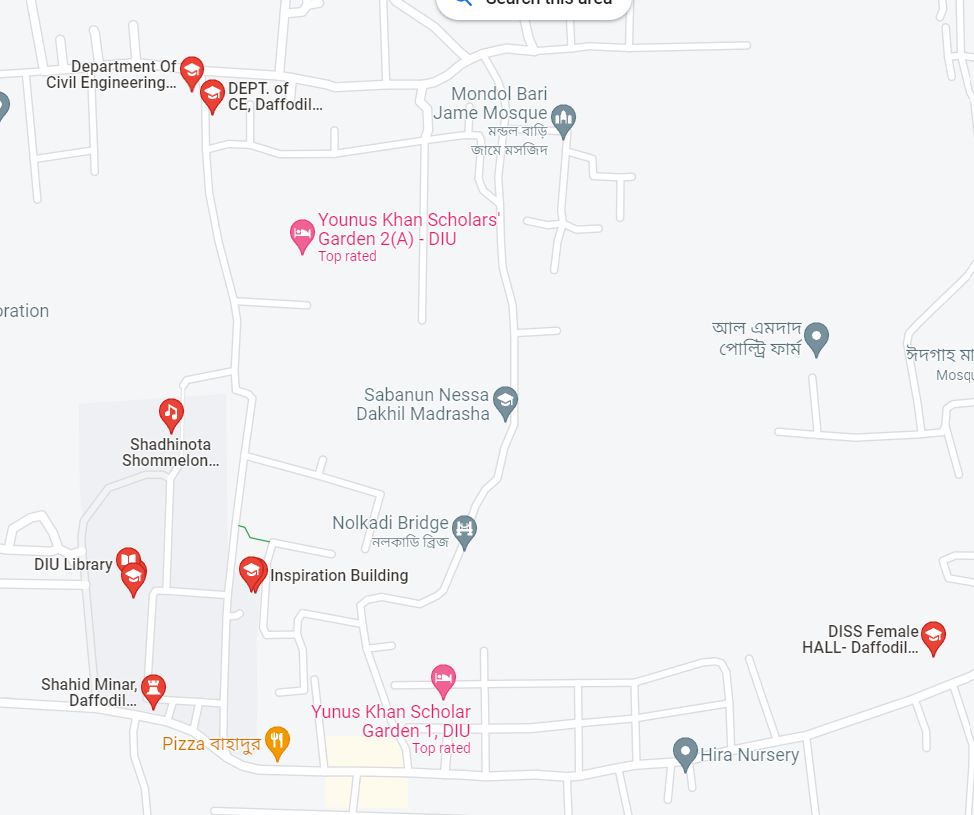 Search this area
Department Of
Civil Engineering...
DEPT. of
CE, Daffodil...
Mondol Bari
Jame Mosque
মন্ডল বাড়ি
জামে মসজিদ
Younus Khan Scholars'
Garden 2(A) - DIU
Top rated
oration
আল এমদাদ
পোল্ট্রি ফার্ম
ঈদগাহ মা
Mosqu
Sabanun Nessa
Dakhil Madrasha
Shadhinota
Shommelon...
Nolkadi Bridge
নলকাডি ব্রিজ
DIU Library
Inspiration Building
DISS Female
HALL- Daffodil...
Shahid Minar,
Daffodil...
Yunus Khan Scholar
Garden 1, DIU
Top rated
Pizza বাহাদুর
Hira Nursery